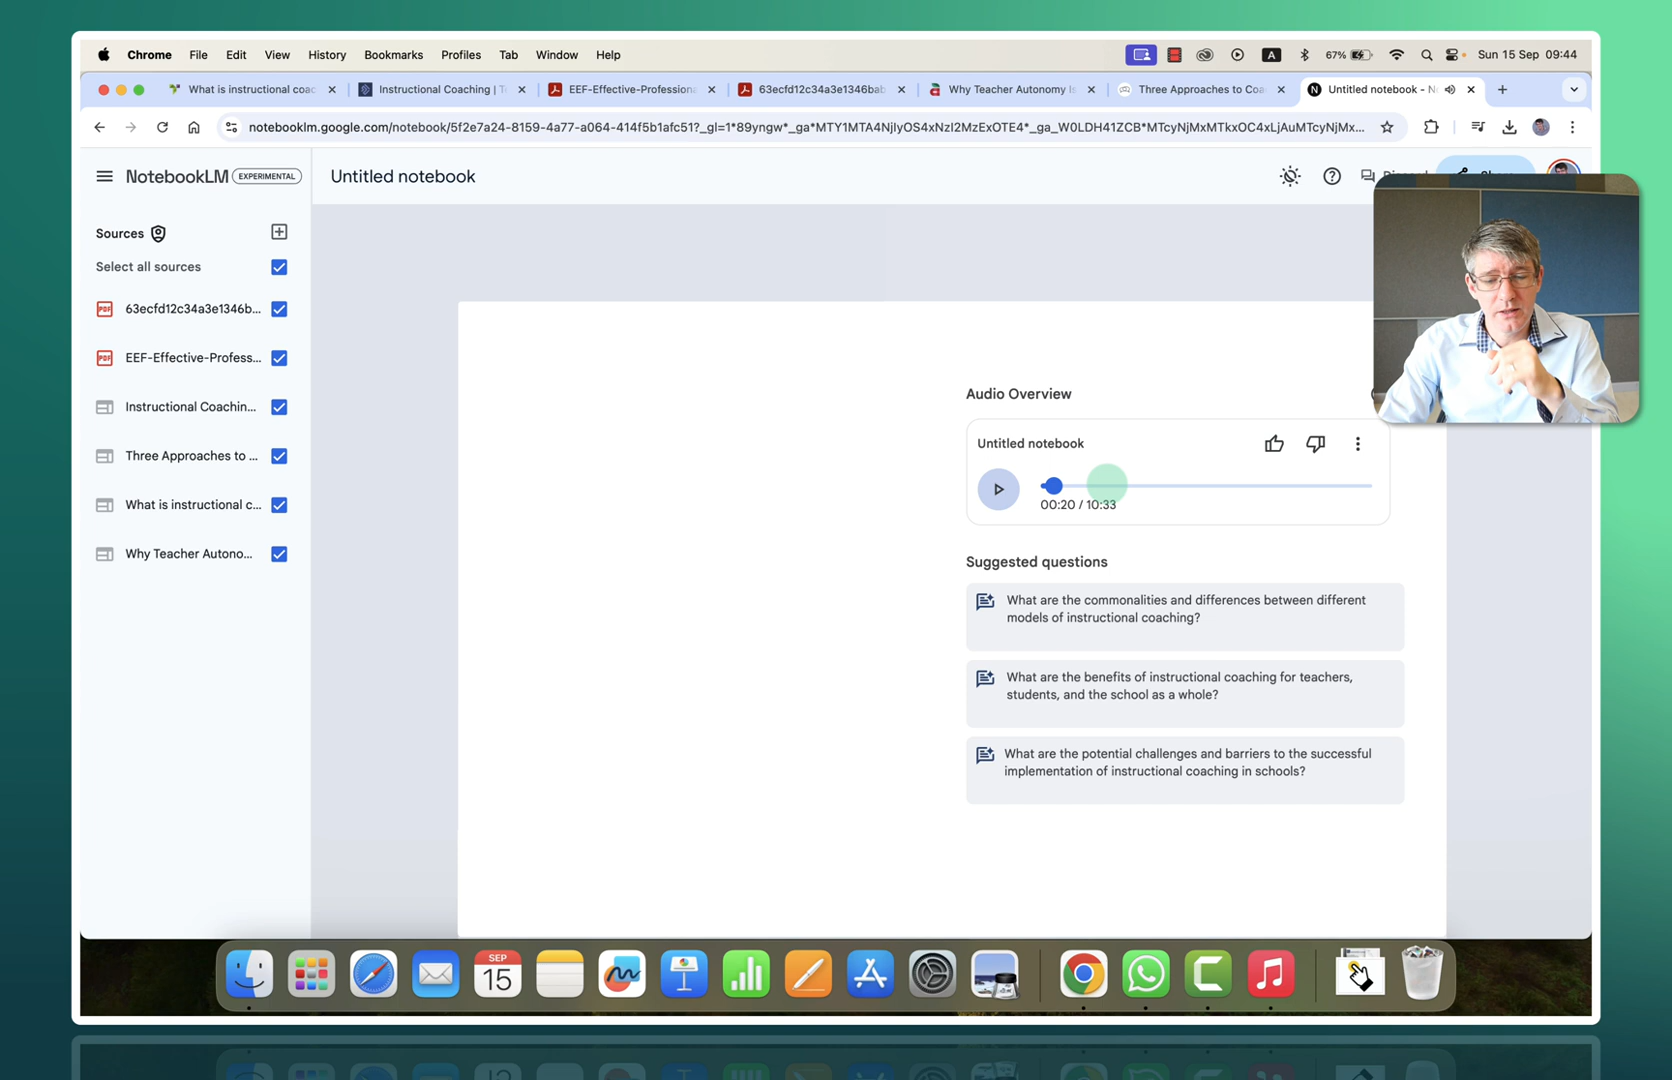 Chrome File Edit View History Bookmarks Profiles Tab Window Help
A 67% Sun 15 Sep 09:44
What is instructional coac
Instructional Coaching | T
EEF-Effective-Professiona
63ecfd12c34a3e1346bab
Why Teacher Autonomy Is
Three Approaches to Coa
Untitled notebook - N
notebooklm.google.com/notebook/5f2e7a24-8159-4a77-a064-414f5b1afc51?_gl=1*89yngw*_ga*MTY1MTA4NjIyOS4xNzI2MzExOTE4*_ga_W0LDH41ZCB*MTcyNjMxMTkxOC4xLjAuMTcyNjMx...
NotebookLM EXPERIMENTAL
Untitled notebook
Sources
Select all sources
63ecfd12c34a3e1346b...
EEF-Effective-Profess...
Instructional Coachin...
Three Approaches to ...
What is instructional c...
Why Teacher Autono...
Audio Overview
Untitled notebook
00:20 / 10:33
Suggested questions
What are the commonalities and differences between different
models of instructional coaching?
What are the benefits of instructional coaching for teachers,
students, and the school as a whole?
What are the potential challenges and barriers to the successful
implementation of instructional coaching in schools?
SEP
15